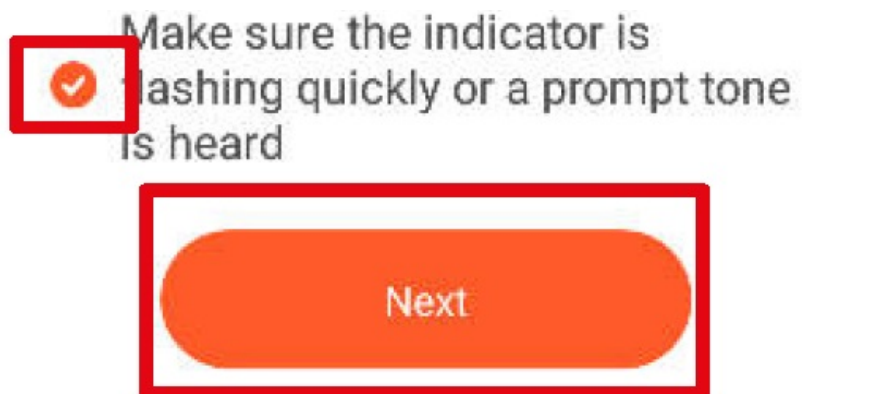 Make sure the indicator is
flashing quickly or a prompt tone
is heard
Next